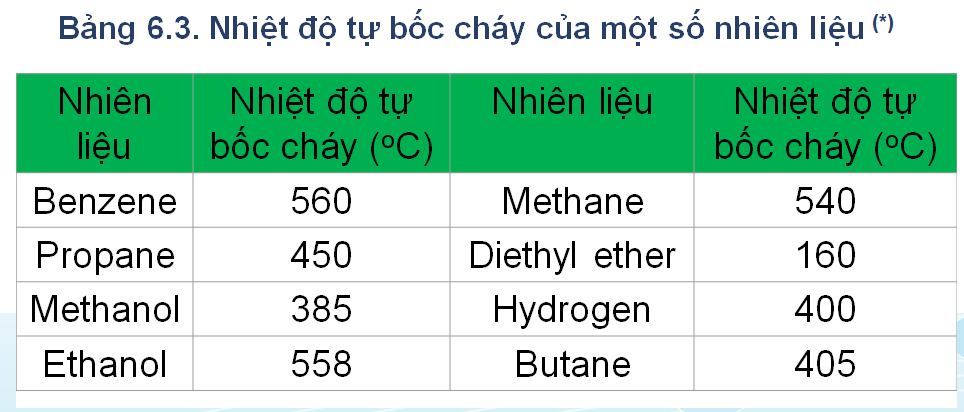 Bảng 6.3. Nhiệt độ tự bốc cháy của một số nhiên liệu (*)
Nhiên liệu | Nhiệt độ tự bốc cháy (ºC) | Nhiên liệu | Nhiệt độ tự bốc cháy (ºC)
Benzene | 560 | Methane | 540
Propane | 450 | Diethyl ether | 160
Methanol | 385 | Hydrogen | 400
Ethanol | 558 | Butane | 405